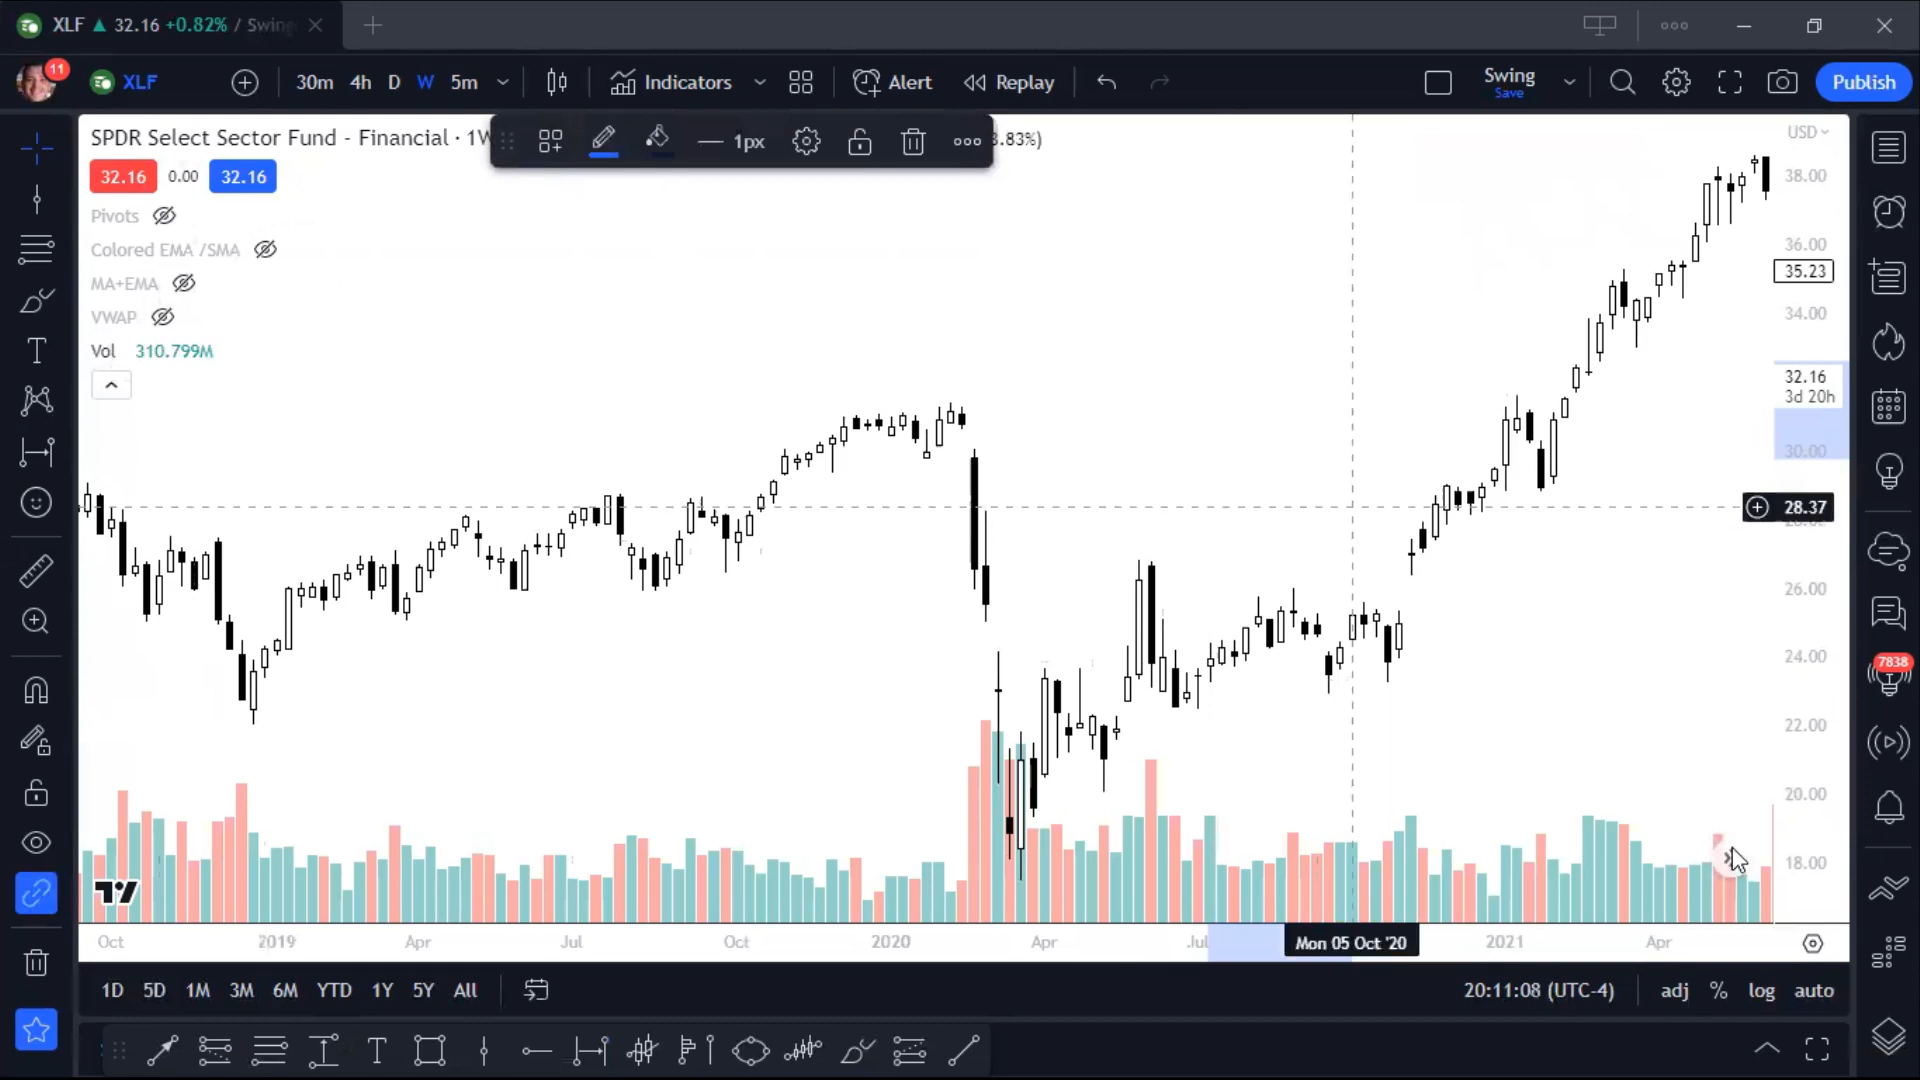 XLF ▲ 32.16 +0.82% / Swing
11
XLF 30m 4h D W 5m Indicators Alert Replay Swing Publish
Save
SPDR Select Sector Fund - Financial · 1W 3.83%)
1px
USD
32.16 0.00 32.16
Pivots
Colored EMA /SMA
MA+EMA
VWAP
Vol 310.799M
38.00
36.00
35.23
34.00
32.16
3d 20h
30.00
28.37
26.00
24.00
22.00
20.00
18.00
7838
Oct 2019 Apr Jul Oct 2020 Apr Jul Mon 05 Oct '20 2021 Apr
1D 5D 1M 3M 6M YTD 1Y 5Y All 20:11:08 (UTC-4) adj % log auto